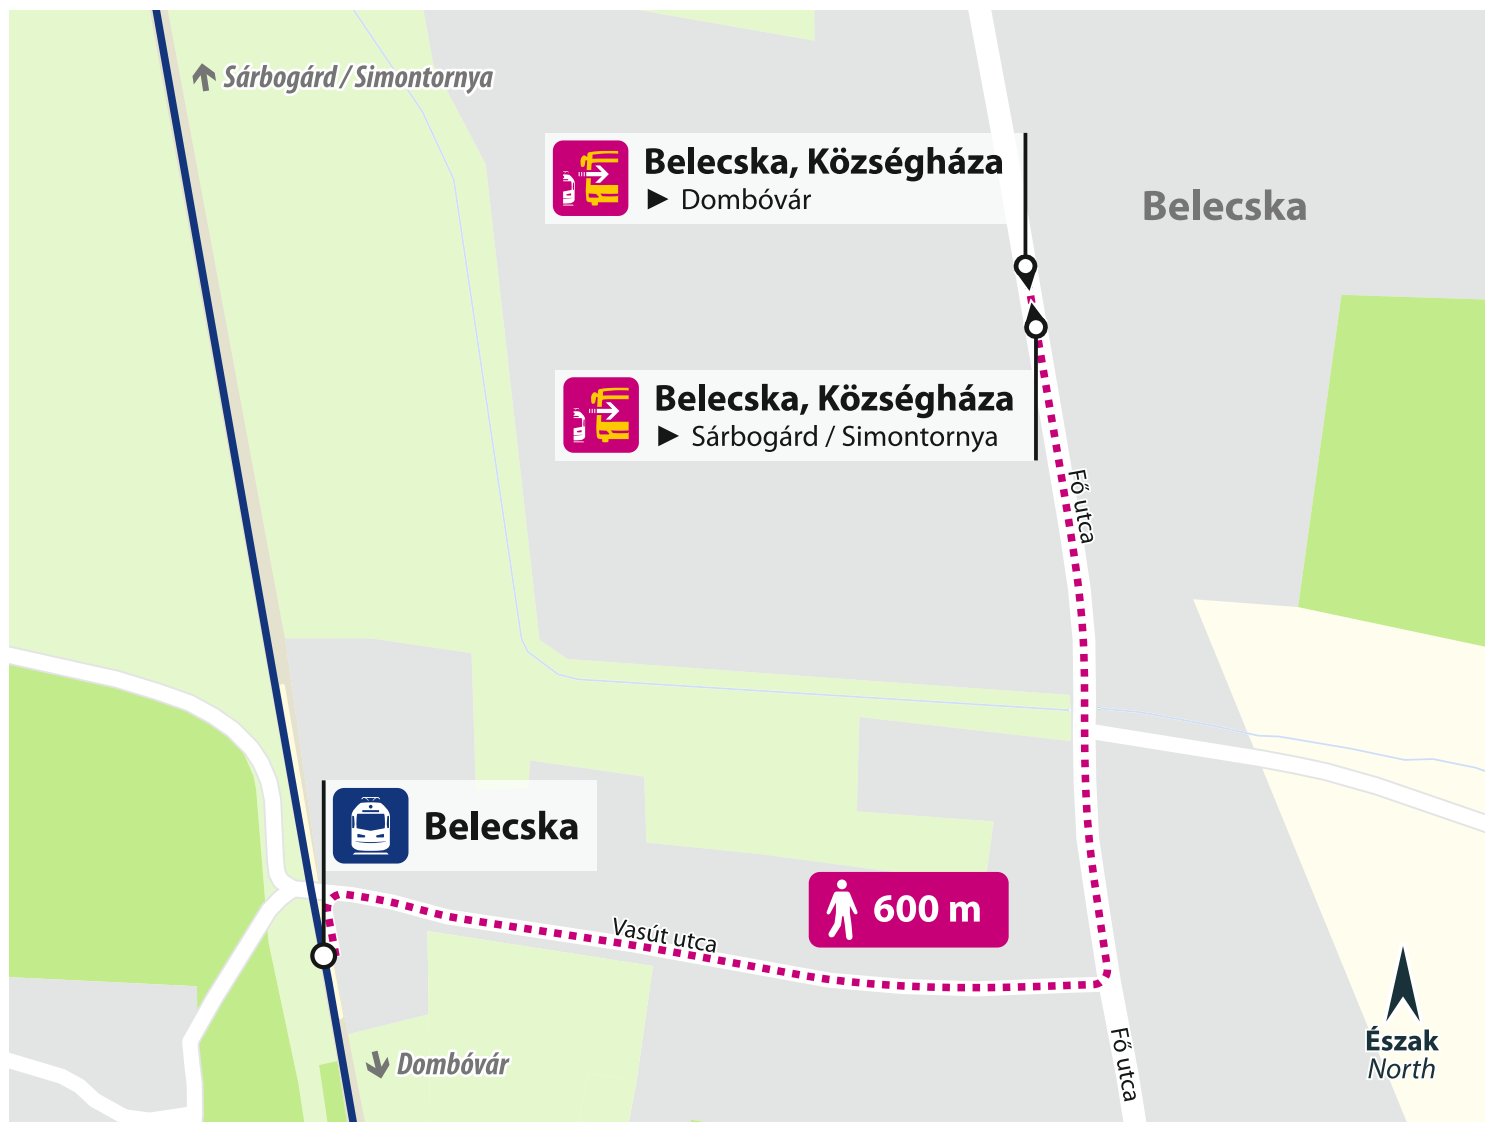 Sárbogárd / Simontornya
Belecska, Községháza
► Dombóvár
Belecska
Belecska, Községháza
► Sárbogárd / Simontornya
Fő utca
Belecska
600 m
Vasút utca
Fő utca
Dombóvár
Észak
North